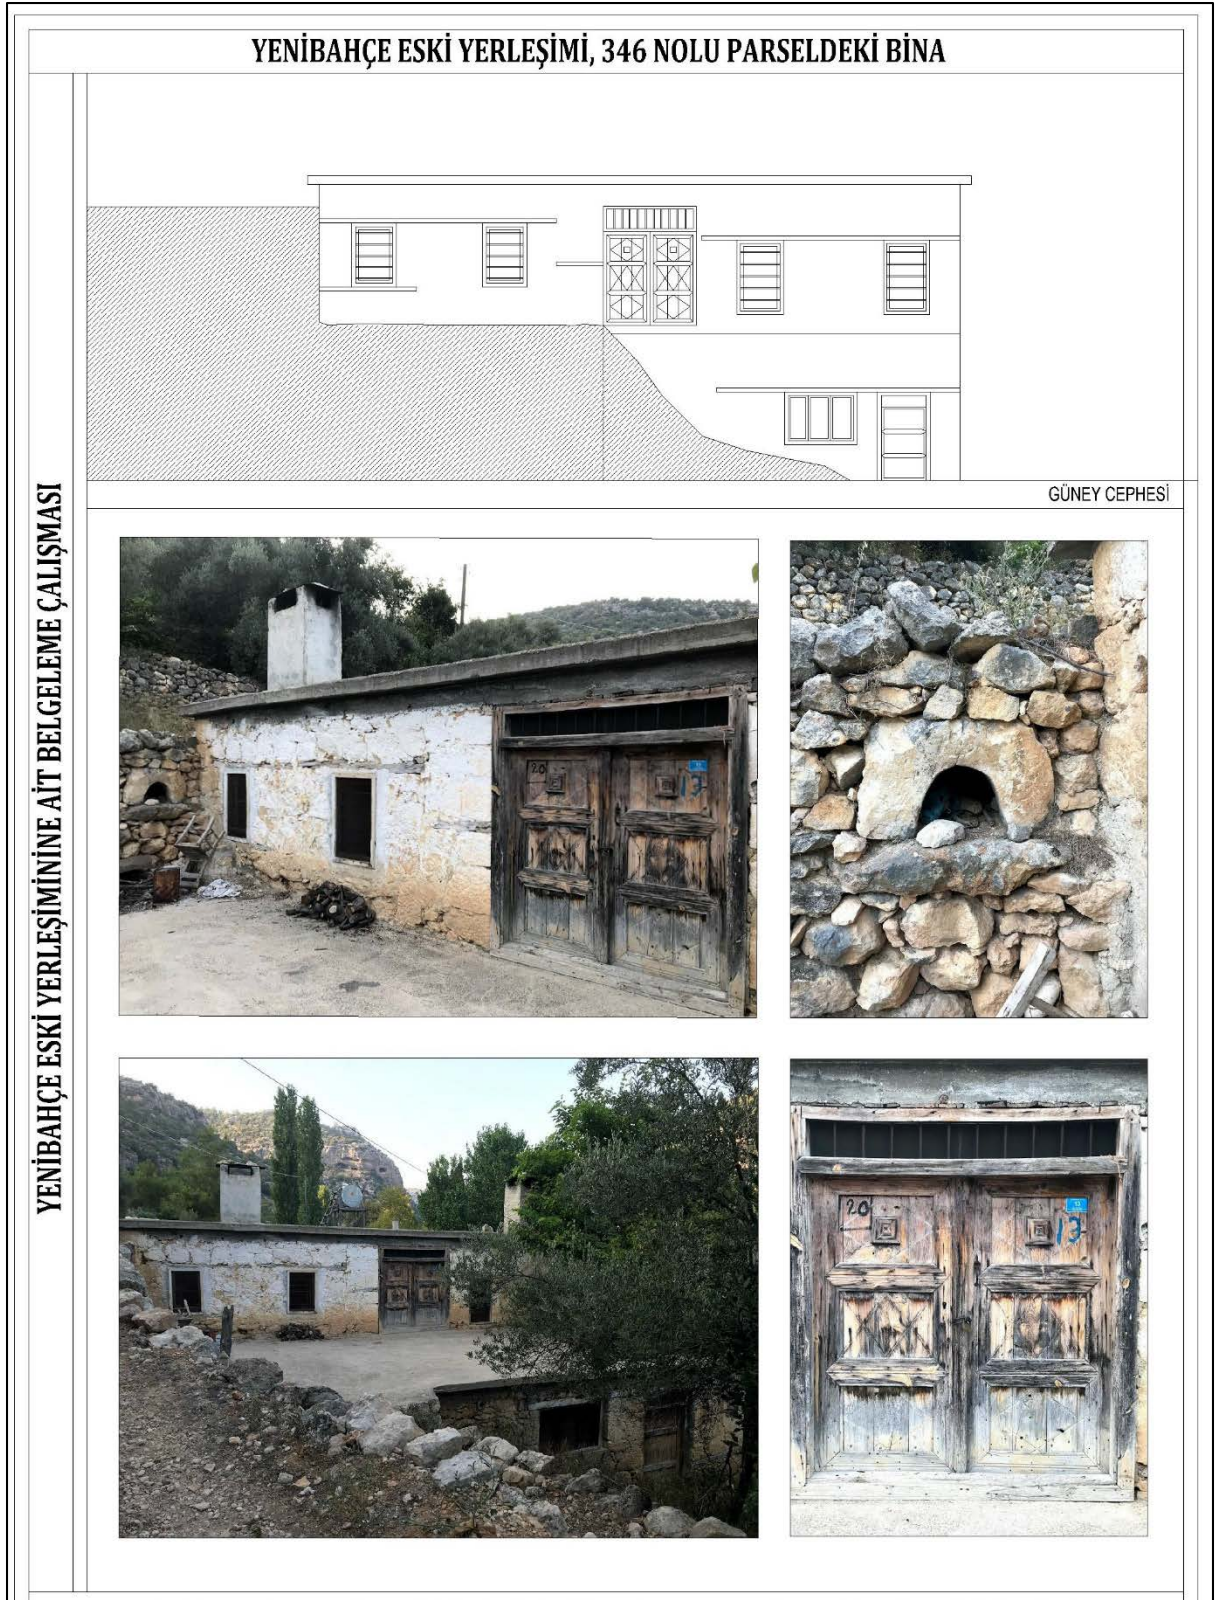 YENİBAHÇE ESKİ YERLEŞİMİ, 346 NOLU PARSELDEKİ BİNA
YENİBAHÇE ESKİ YERLEŞİMİNİNE AİT BELGELEME ÇALIŞMASI
GÜNEY CEPHESİ
20
13
20
13
13